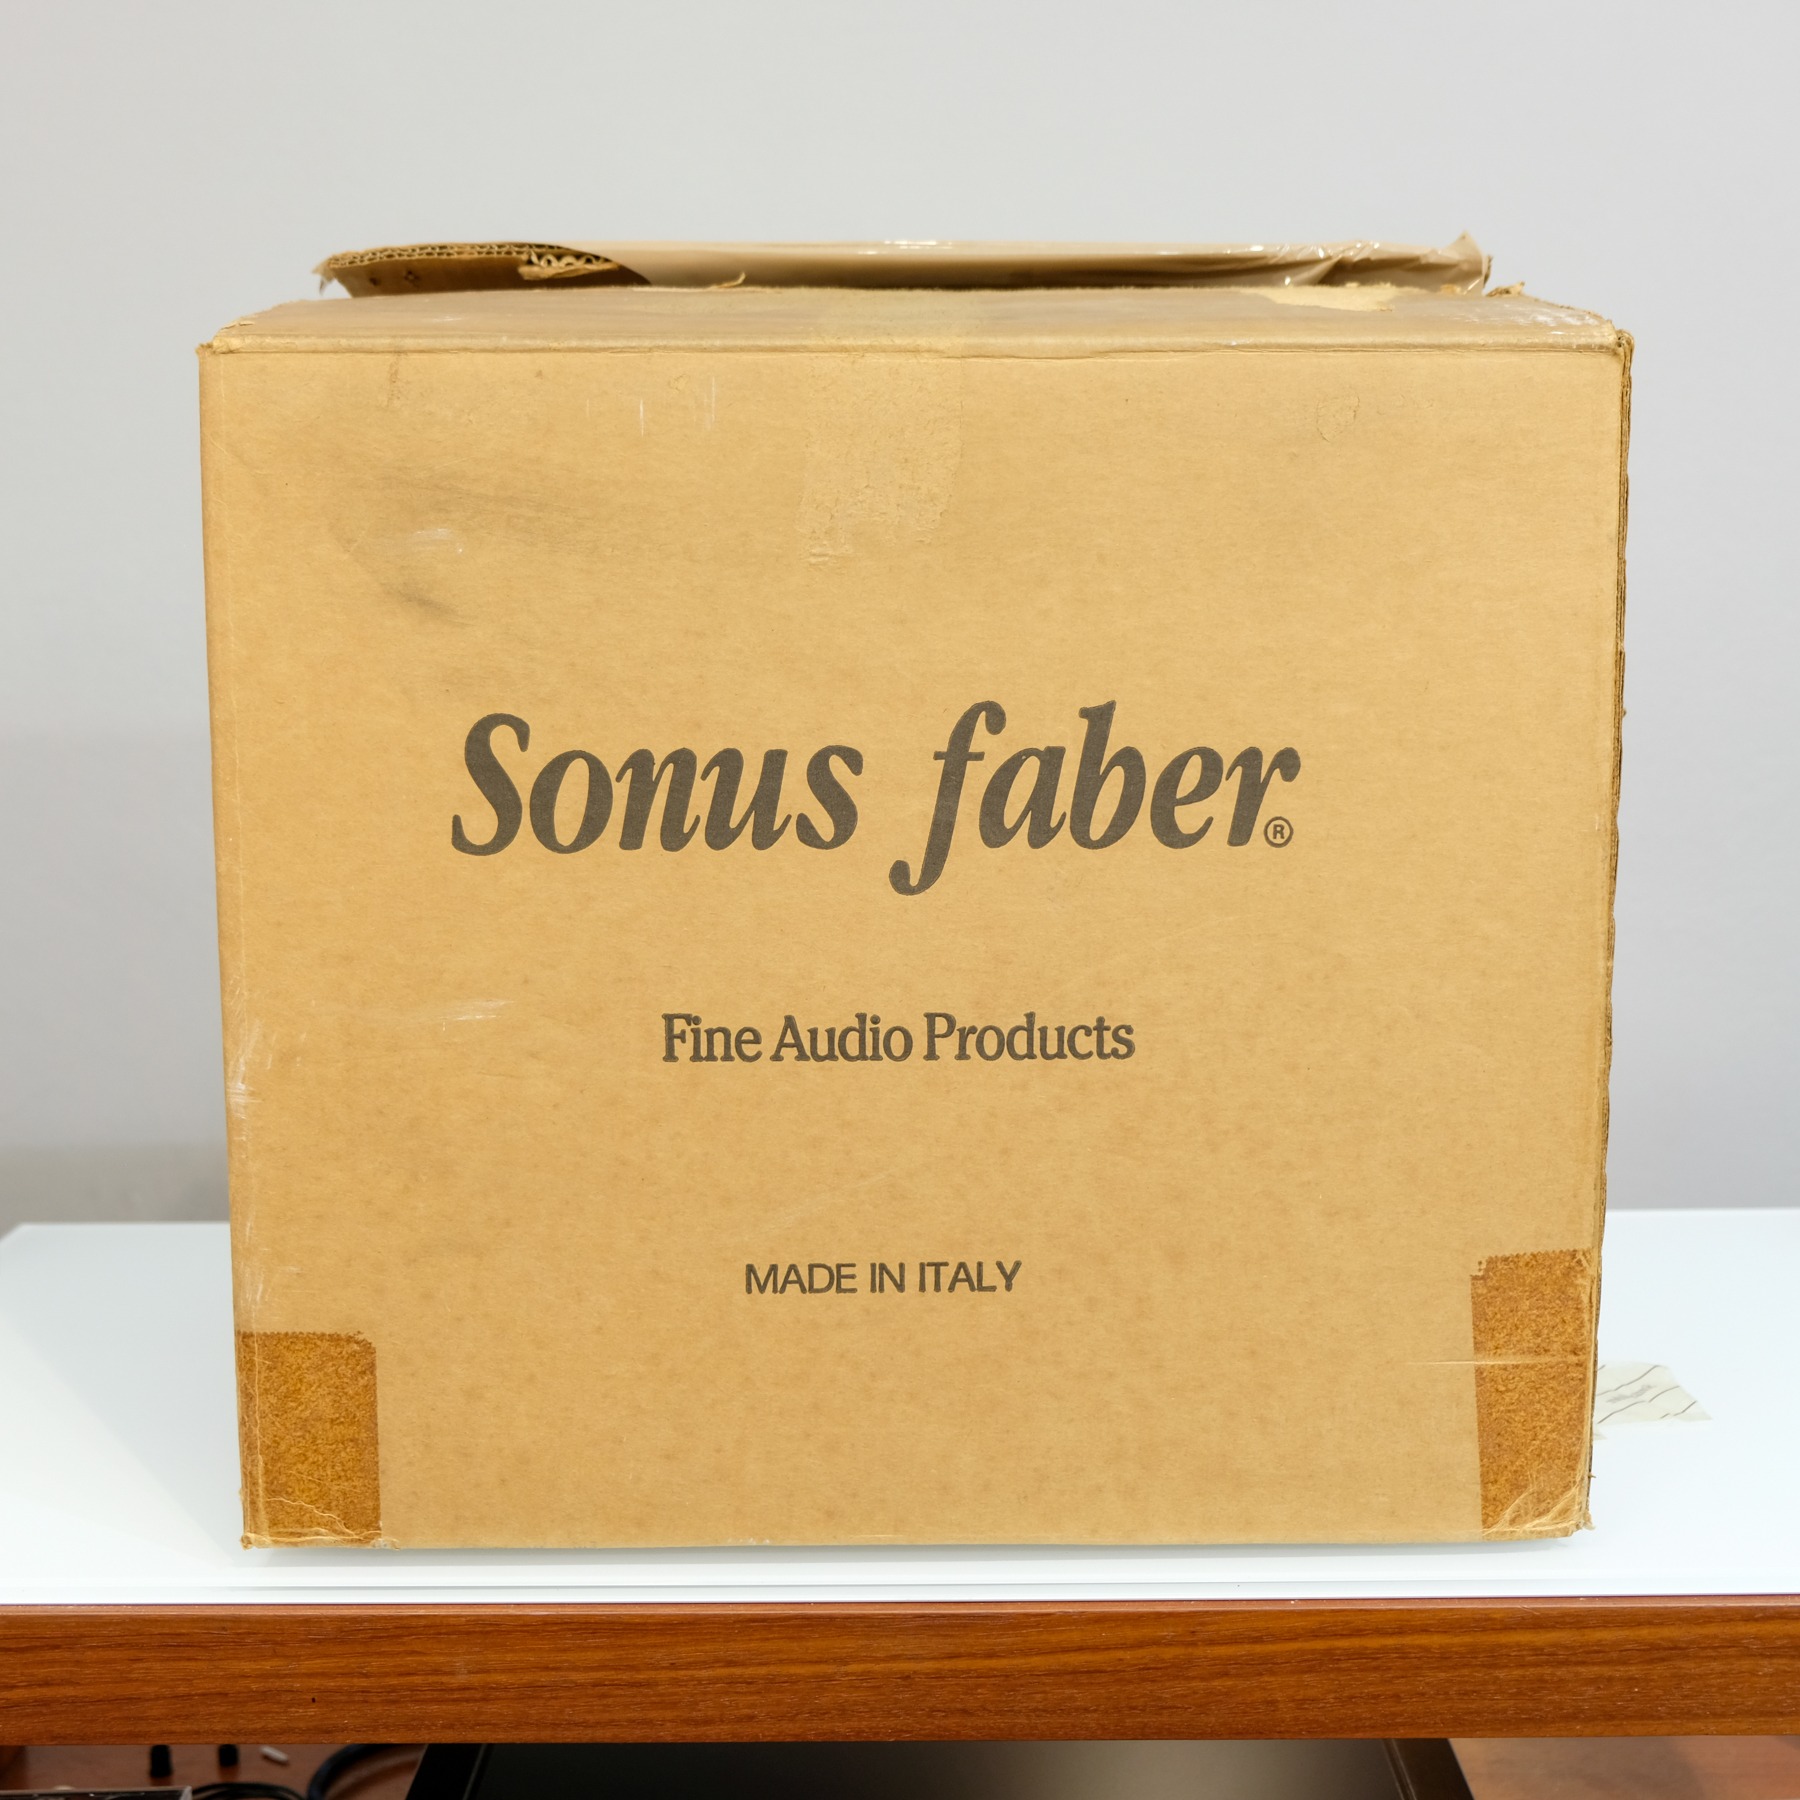 Sonus faber®
Fine Audio Products
MADE IN ITALY